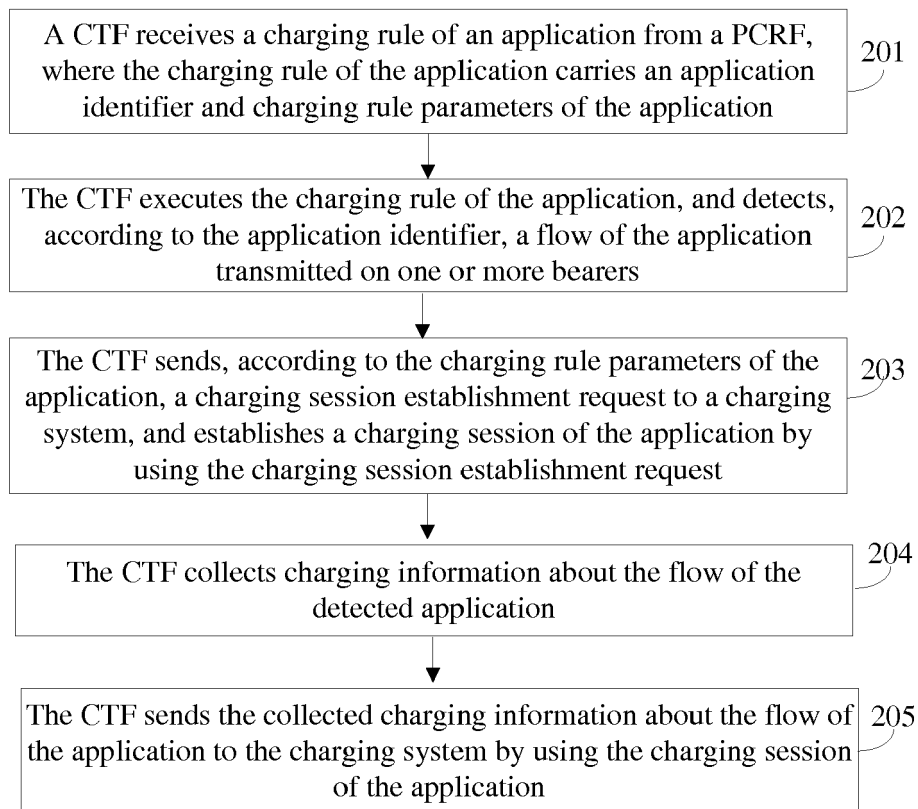 A CTF receives a charging rule of an application from a PCRF,
where the charging rule of the application carries an application
identifier and charging rule parameters of the application
201
The CTF executes the charging rule of the application, and detects,
according to the application identifier, a flow of the application
transmitted on one or more bearers
202
The CTF sends, according to the charging rule parameters of the
application, a charging session establishment request to a charging
system, and establishes a charging session of the application by
using the charging session establishment request
203
The CTF collects charging information about the flow of the
detected application
204
The CTF sends the collected charging information about the flow of
the application to the charging system by using the charging session
of the application
205